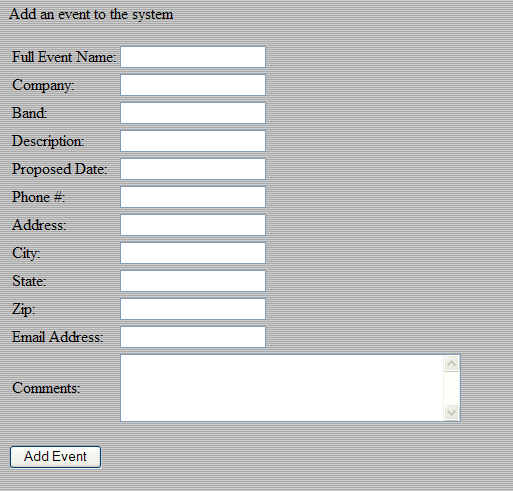 Add an event to the system
Full Event Name:
Company:
Band:
Description:
Proposed Date:
Phone #:
Address:
City:
State:
Zip:
Email Address:
Comments:
Add Event